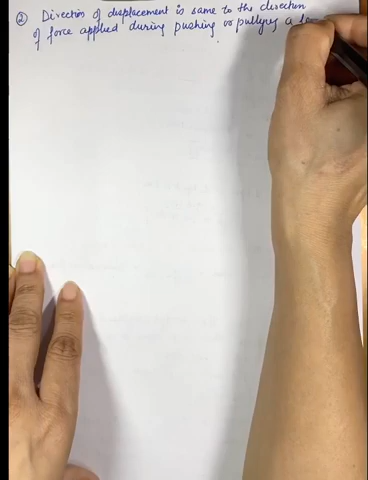 ② Direction of displacement is same to the direction
of force applied during pushing or pulling a